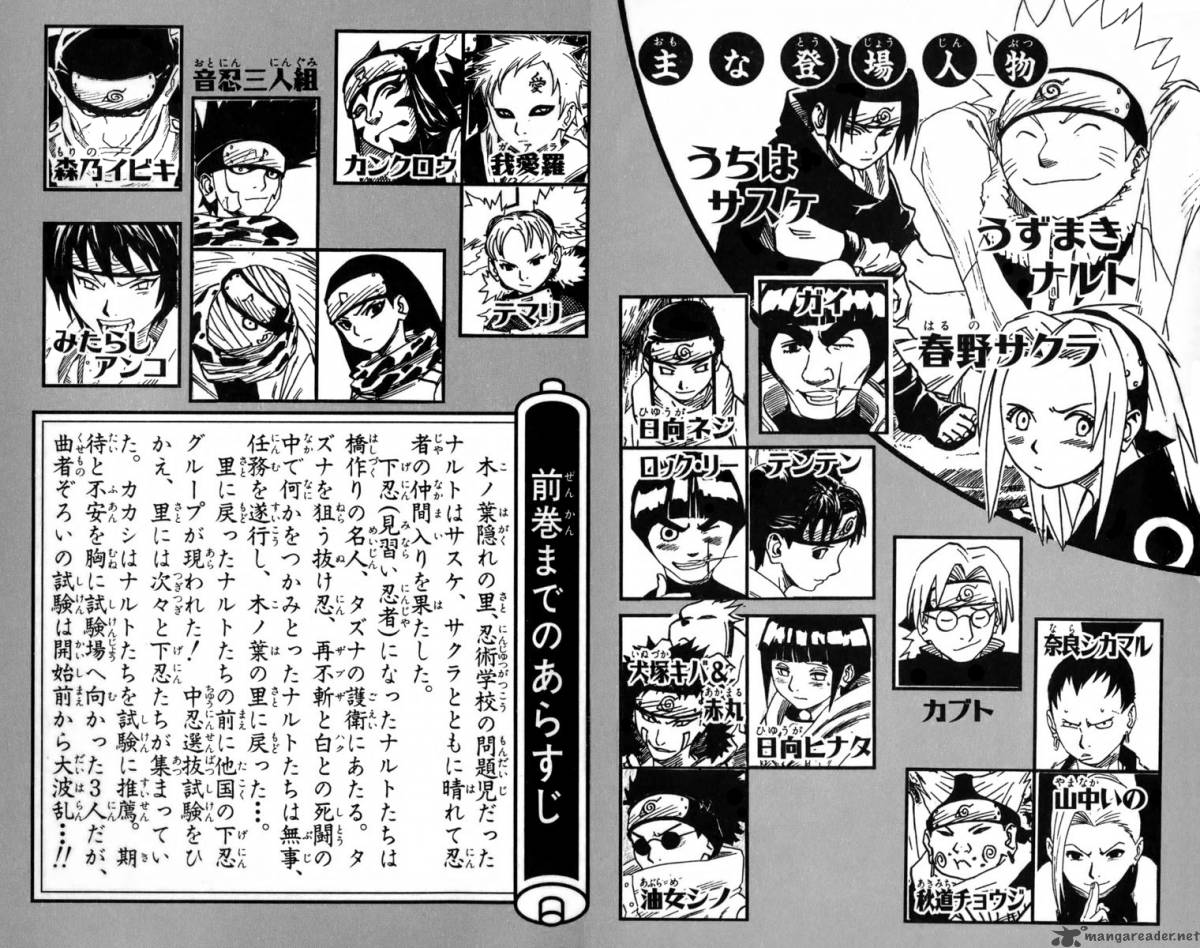 主な登場人物
うずまき
ナルト
うちは
サスケ
春野サクラ
ガイ
日向ネジ
ロック・リー
テンテン
犬塚キバ&
赤丸
日向ヒナタ
油女シノ
カブト
奈良シカマル
山中いの
秋道チョウジ
我愛羅
愛
カンクロウ
テマリ
音忍三人組
森乃イビキ
みたらし
アンコ
前巻までのあらすじ
木ノ葉隠れの里、忍術学校の問題児だった
ナルトはサスケ、サクラとともに晴れて忍
者の仲間入りを果たした。
下忍(見習い忍者)になったナルトたちは
橋作りの名人、タズナの護衛にあたる。タ
ズナを狙う抜け忍、再不斬と白との死闘の
中で何かをつかみとったナルトたちは無事、
任務を遂行し、木ノ葉の里に戻った…。
里に戻ったナルトたちの前に他国の下忍
グループが現われた! 中忍選抜試験をひ
かえ、里には次々と下忍たちが集まってい
た。カカシはナルトたちを試験に推薦。期
待と不安を胸に試験場へ向かった3人だが、
曲者ぞろいの試験は開始前から大波乱…!!
mangareader.net